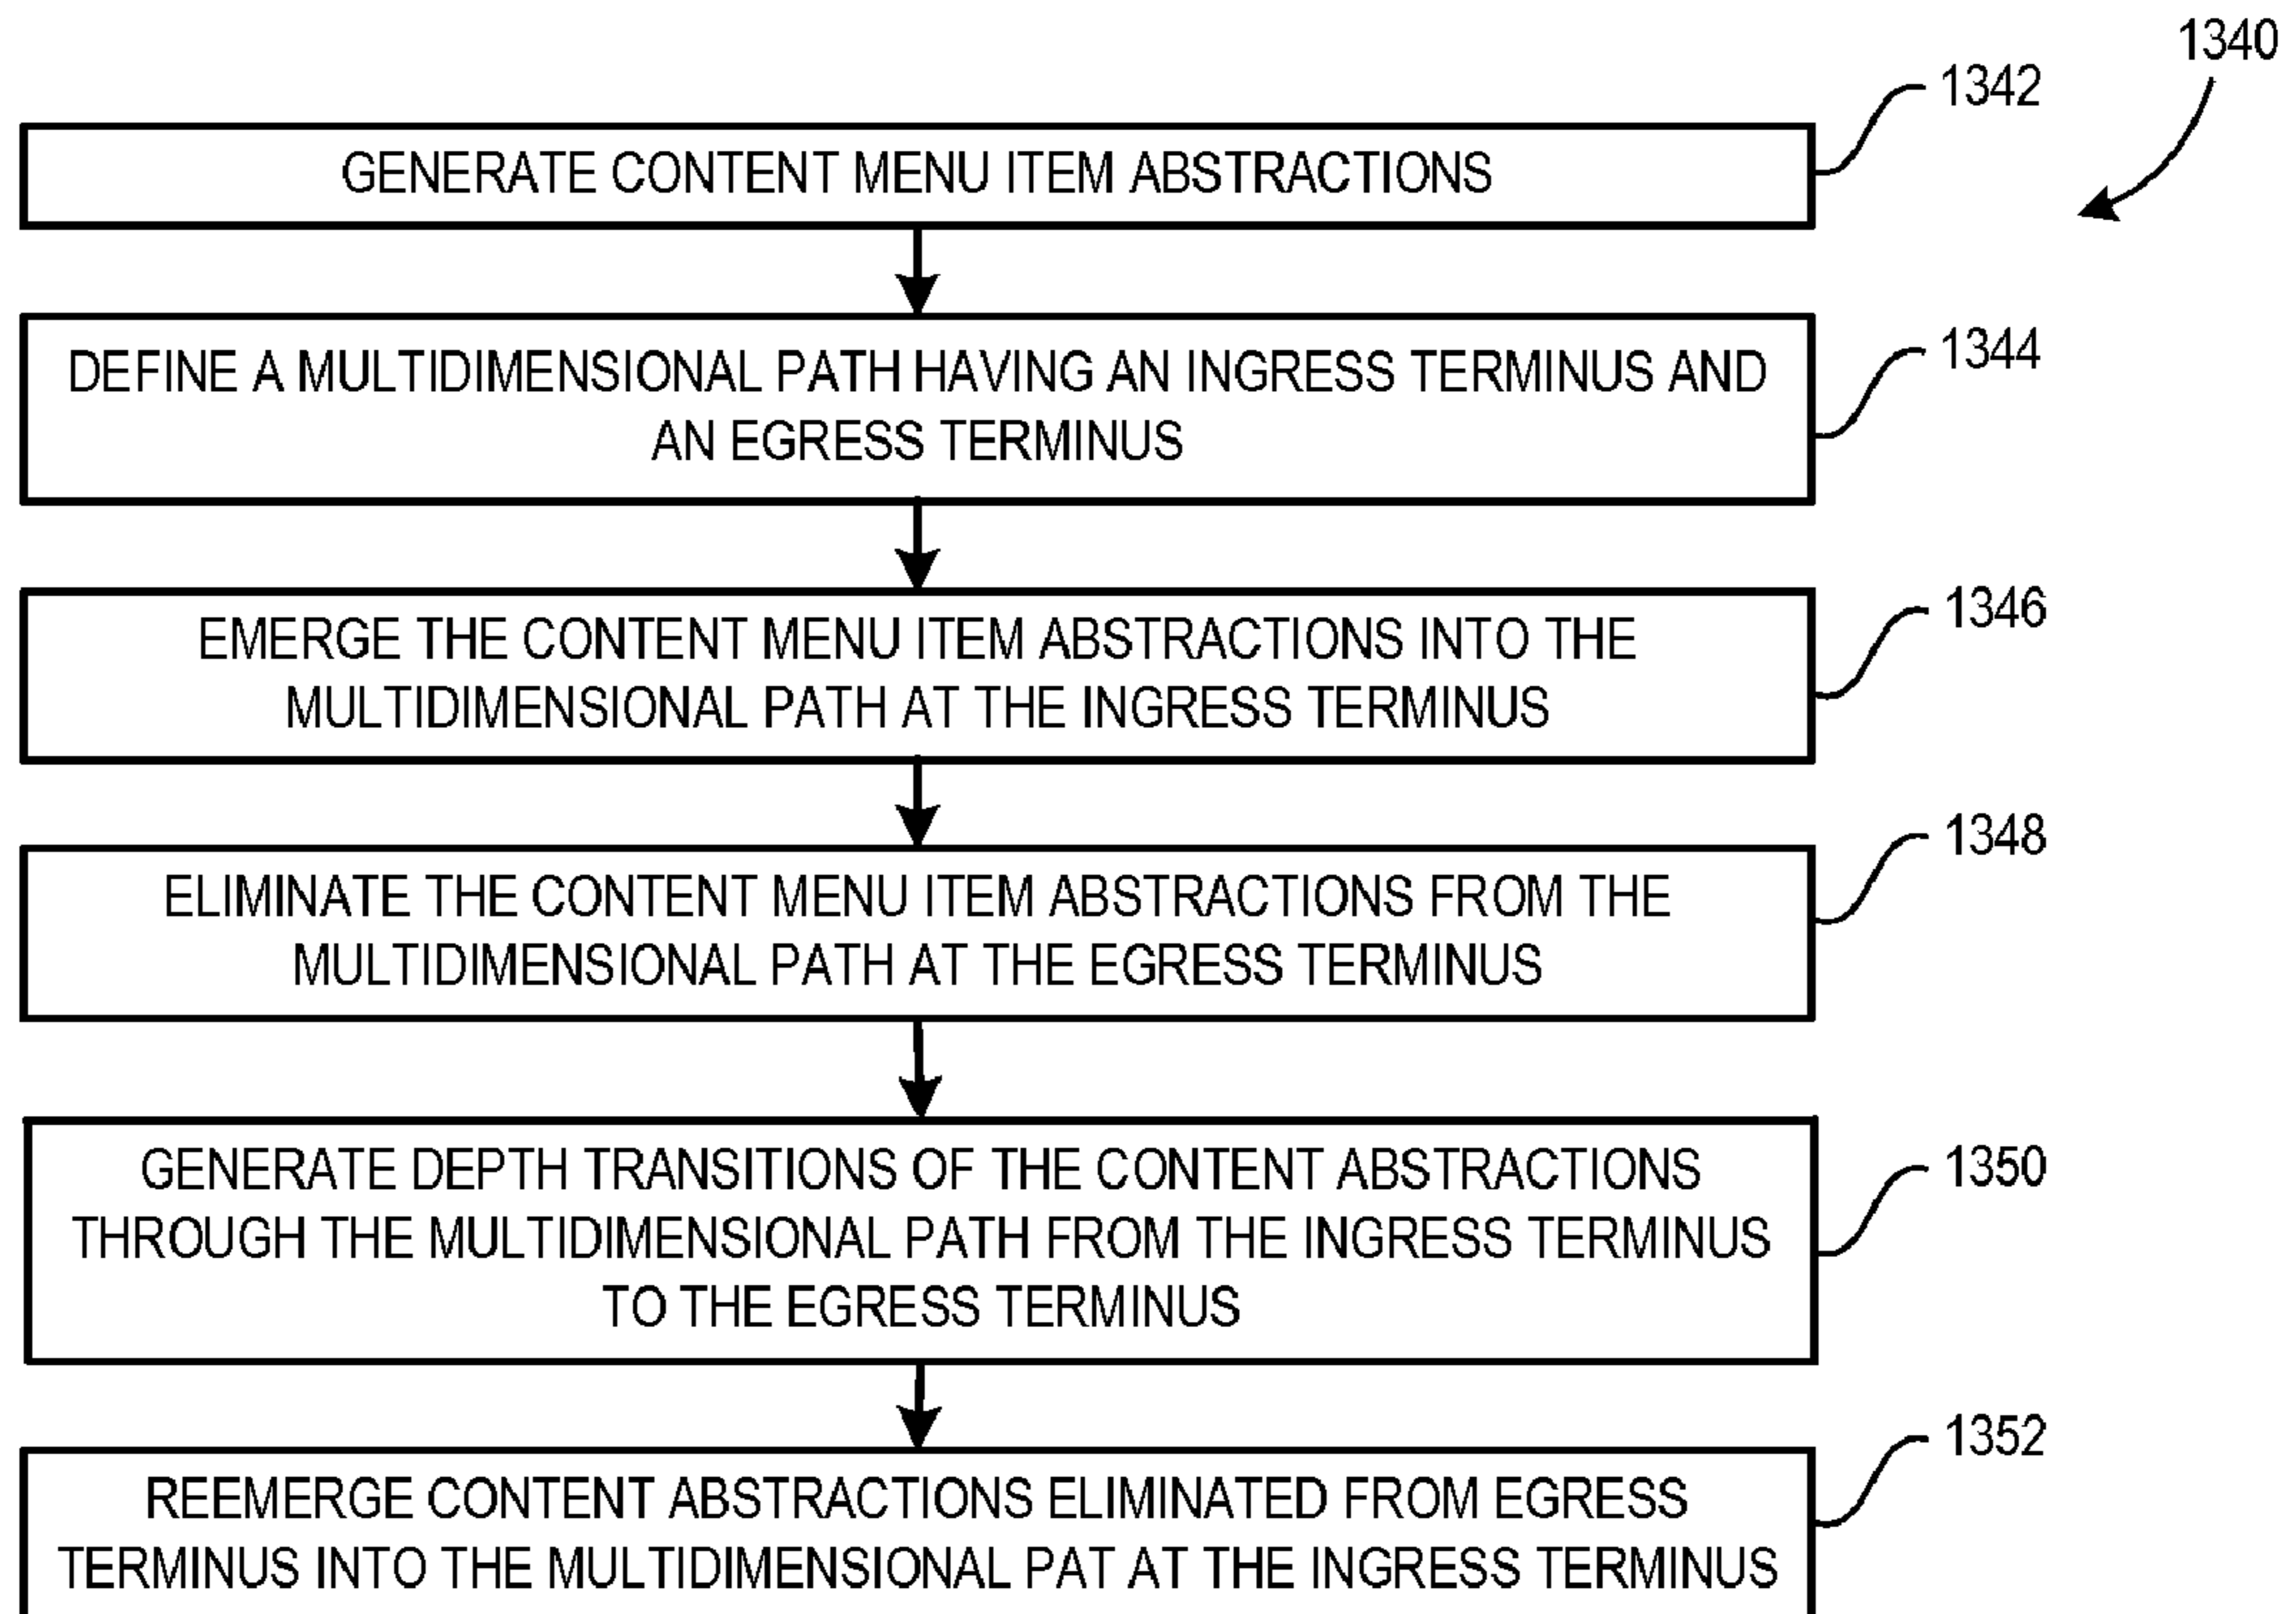 1340
1342
GENERATE CONTENT MENU ITEM ABSTRACTIONS
1344
DEFINE A MULTIDIMENSIONAL PATH HAVING AN INGRESS TERMINUS AND
AN EGRESS TERMINUS
1346
EMERGE THE CONTENT MENU ITEM ABSTRACTIONS INTO THE
MULTIDIMENSIONAL PATH AT THE INGRESS TERMINUS
1348
ELIMINATE THE CONTENT MENU ITEM ABSTRACTIONS FROM THE
MULTIDIMENSIONAL PATH AT THE EGRESS TERMINUS
1350
GENERATE DEPTH TRANSITIONS OF THE CONTENT ABSTRACTIONS
THROUGH THE MULTIDIMENSIONAL PATH FROM THE INGRESS TERMINUS
TO THE EGRESS TERMINUS
1352
REEMERGE CONTENT ABSTRACTIONS ELIMINATED FROM EGRESS
TERMINUS INTO THE MULTIDIMENSIONAL PAT AT THE INGRESS TERMINUS